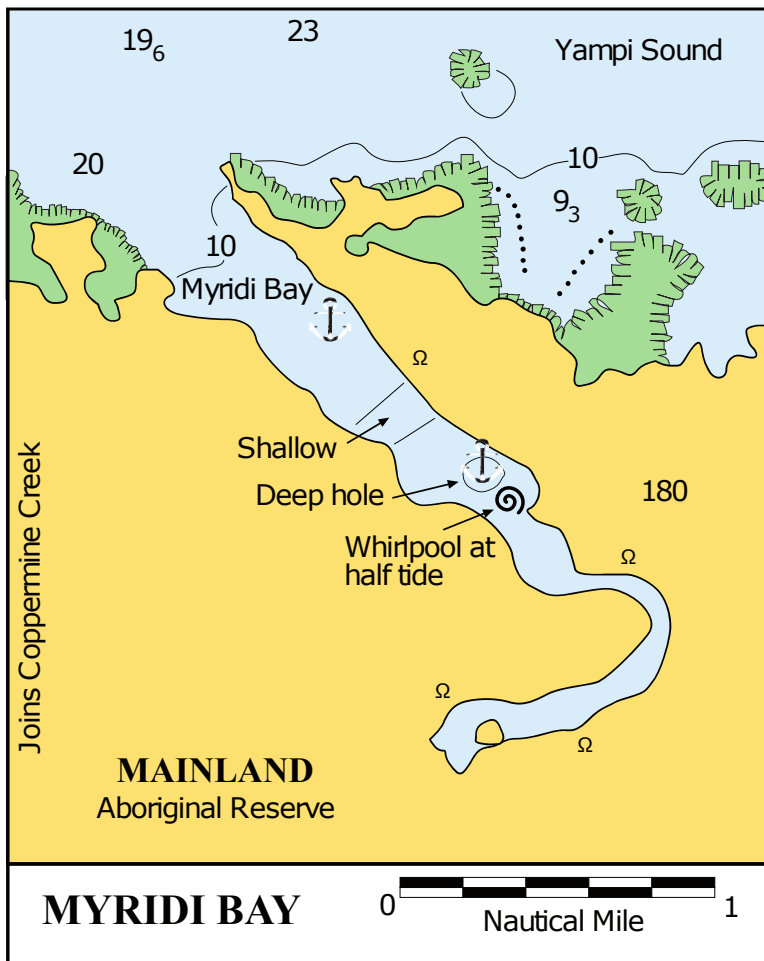 23
19₆
Yampi Sound
20
10
9₃
10
Myridi Bay
Ω
Shallow
Deep hole
180
Whirlpool at
half tide
Ω
Joins Coppermine Creek
Ω
Ω
MAINLAND
Aboriginal Reserve
MYRIDI BAY
0
1
Nautical Mile